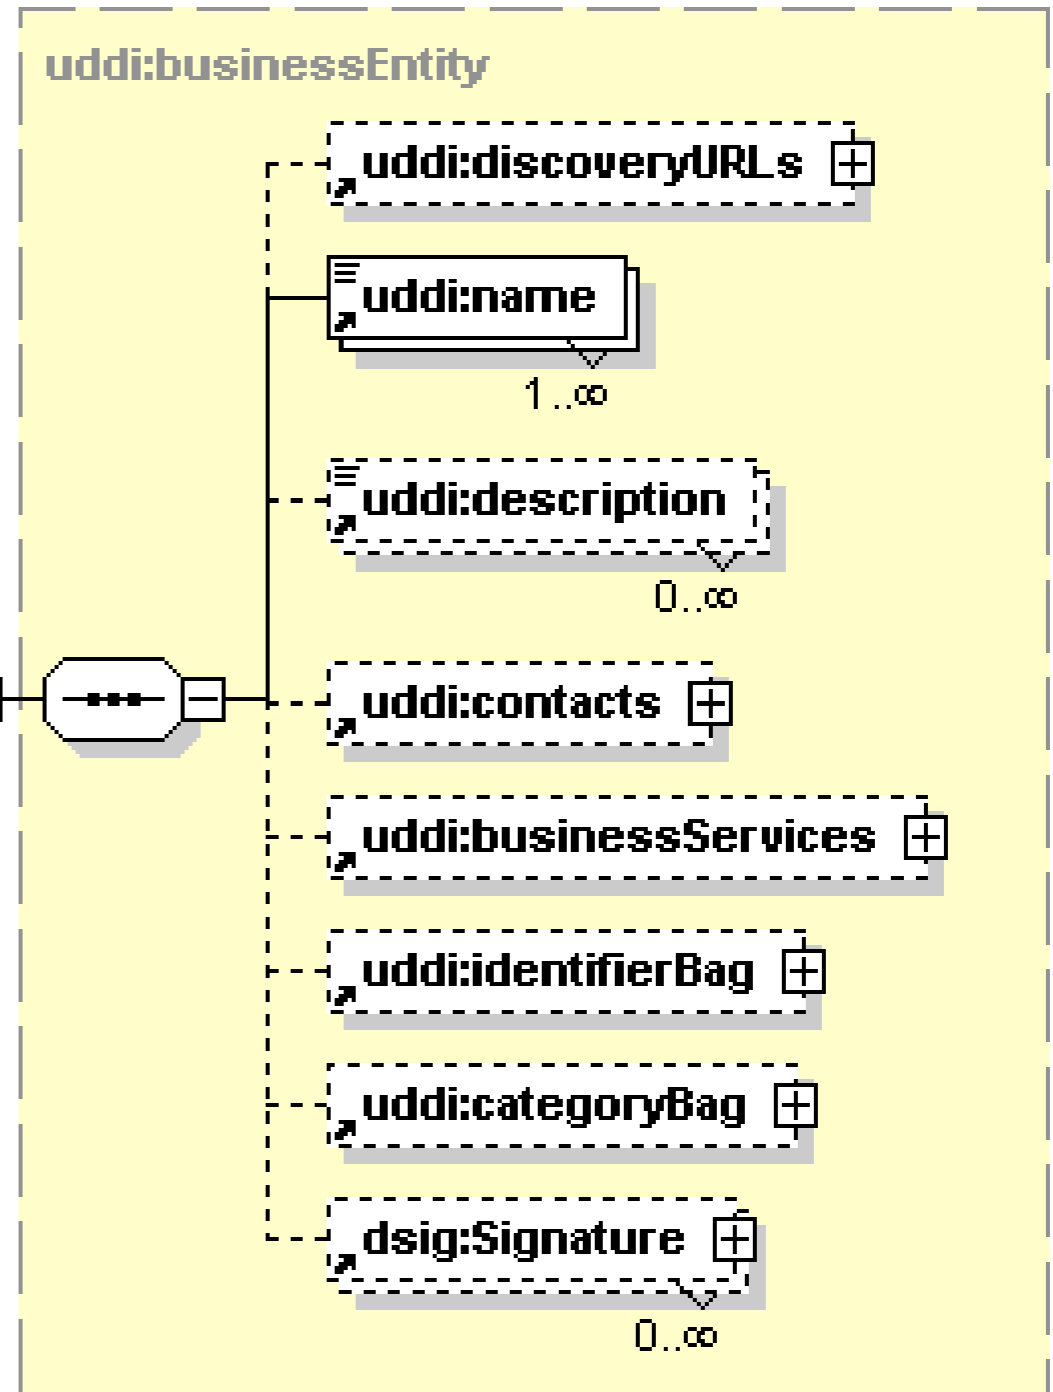 uddi:businessEntity
uddi:discoveryURLs
uddi:name
1..∞
uddi:description
0..∞
uddi:contacts
uddi:businessServices
uddi:identifierBag
uddi:categoryBag
dsig:Signature
0..∞